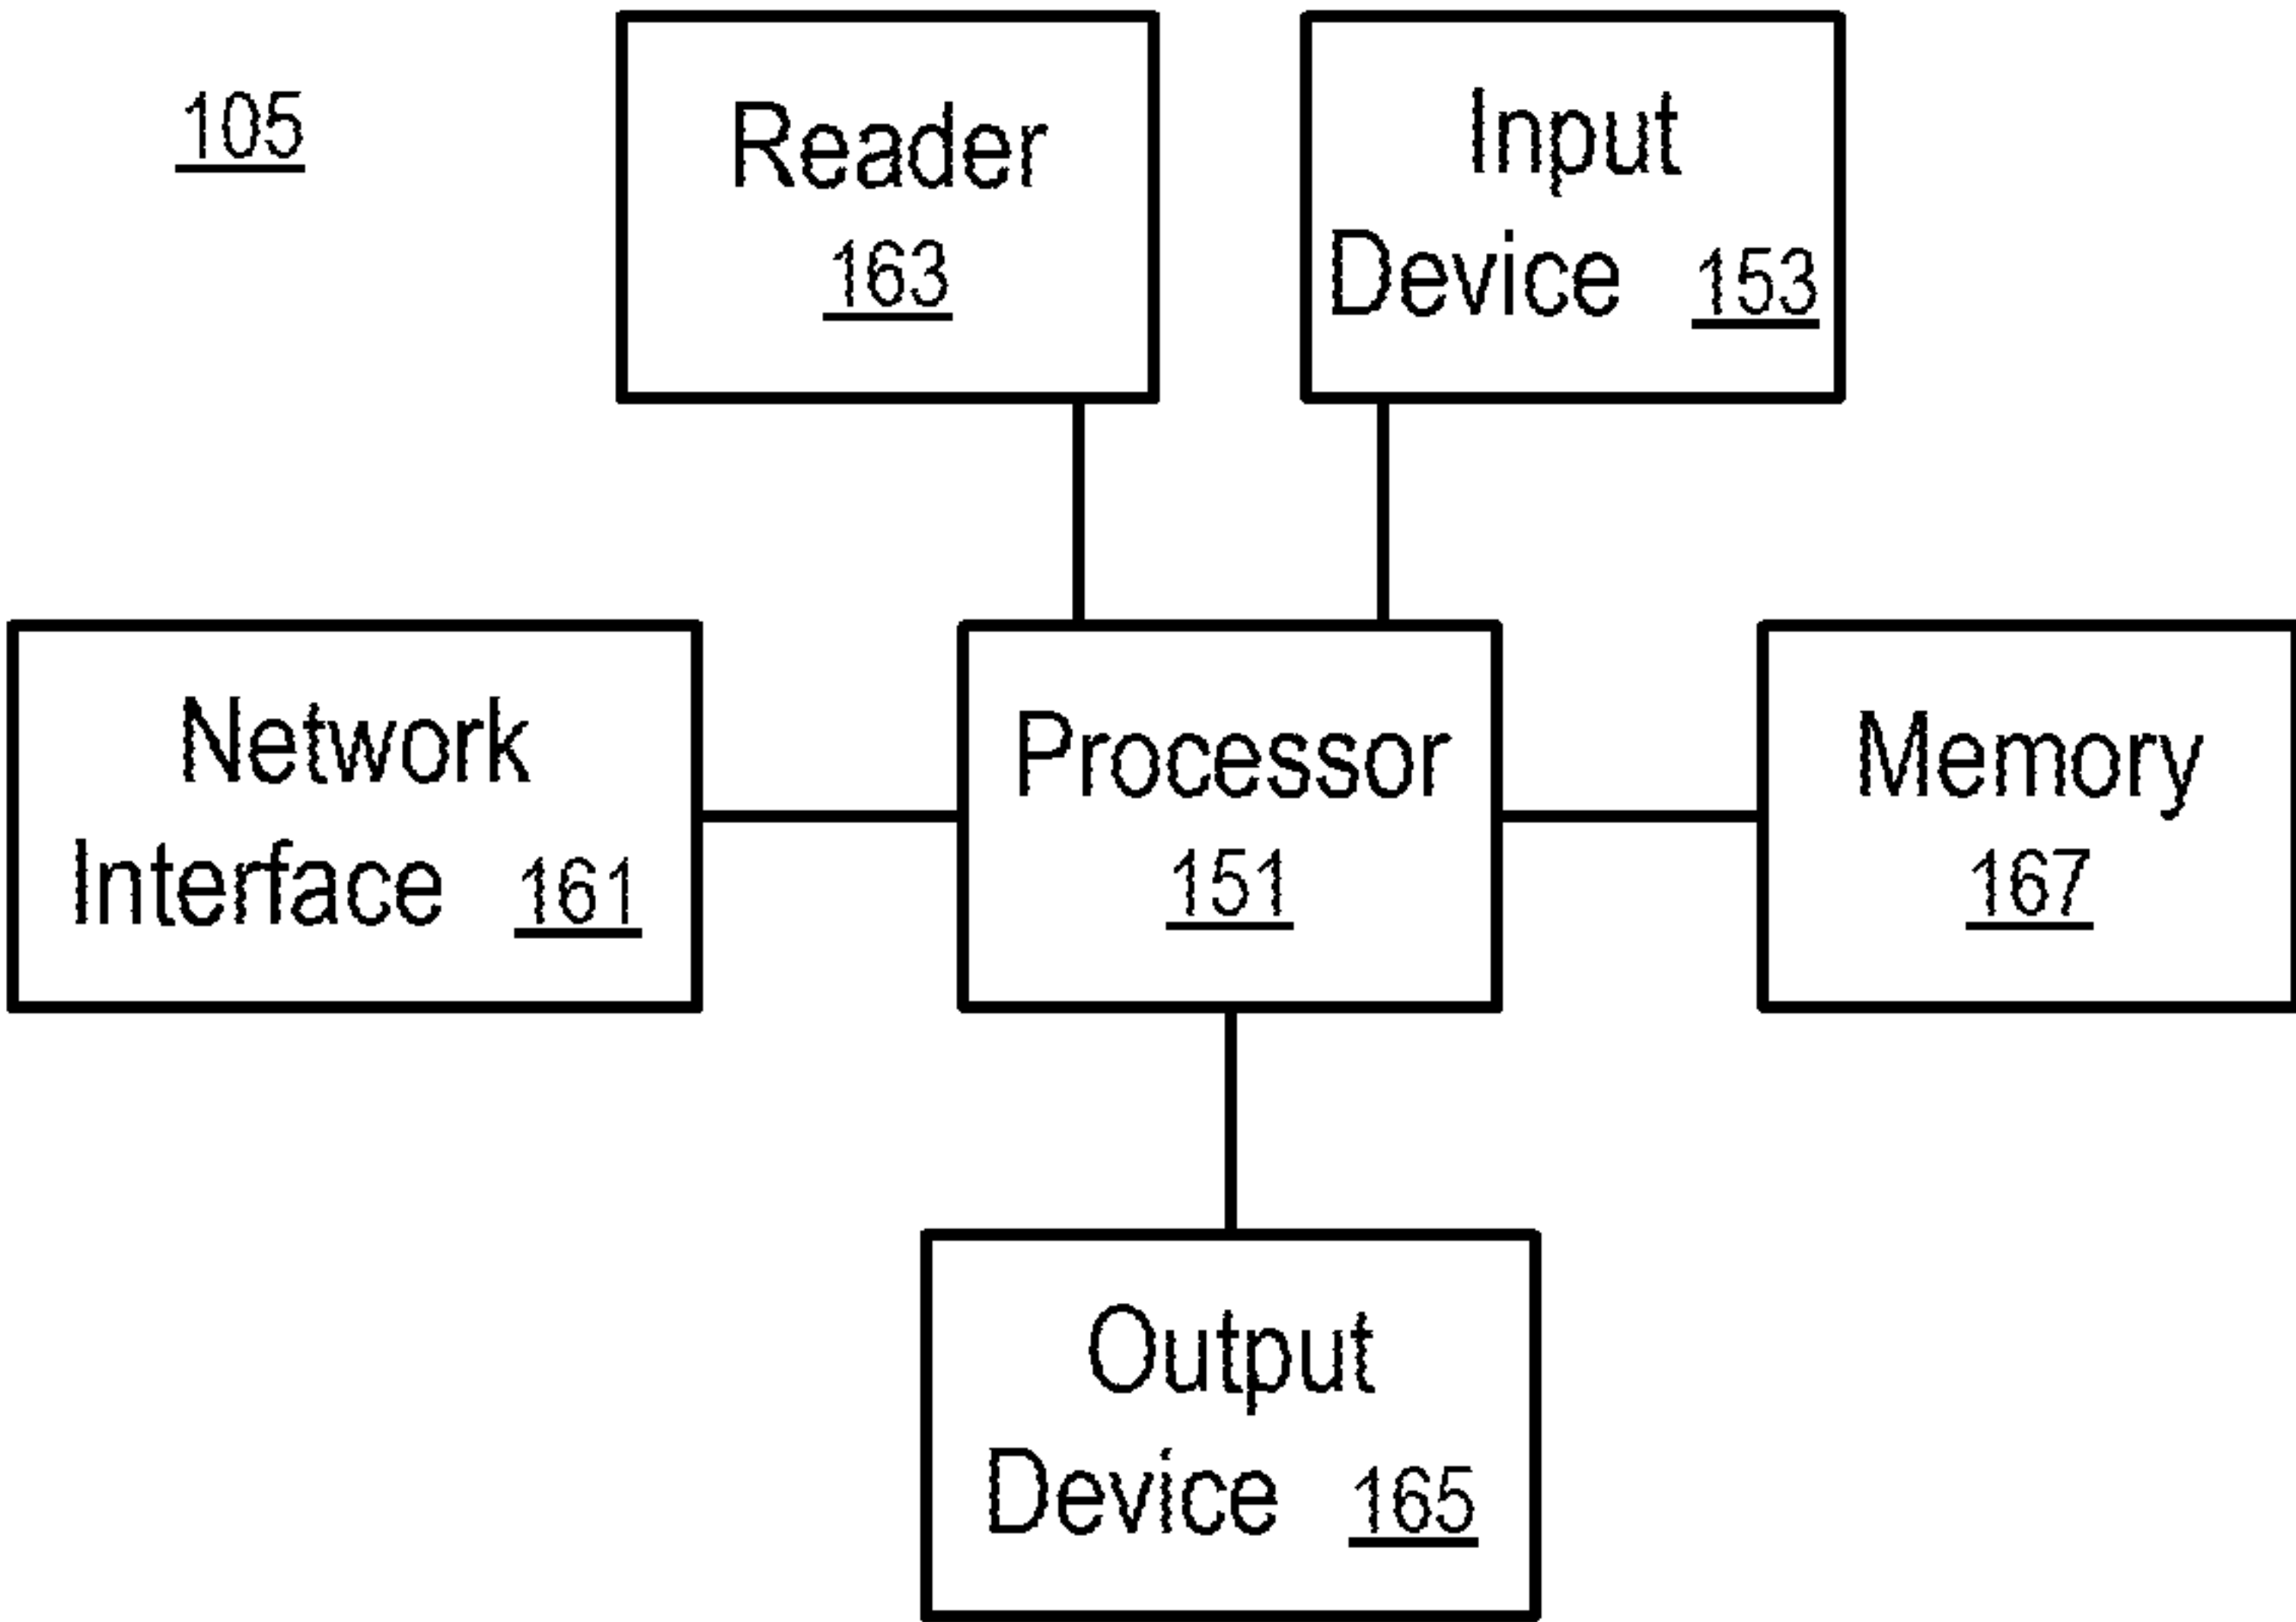 105
Reader
163
Input
Device 153
Network
Interface 161
Processor
151
Memory
167
Output
Device 165